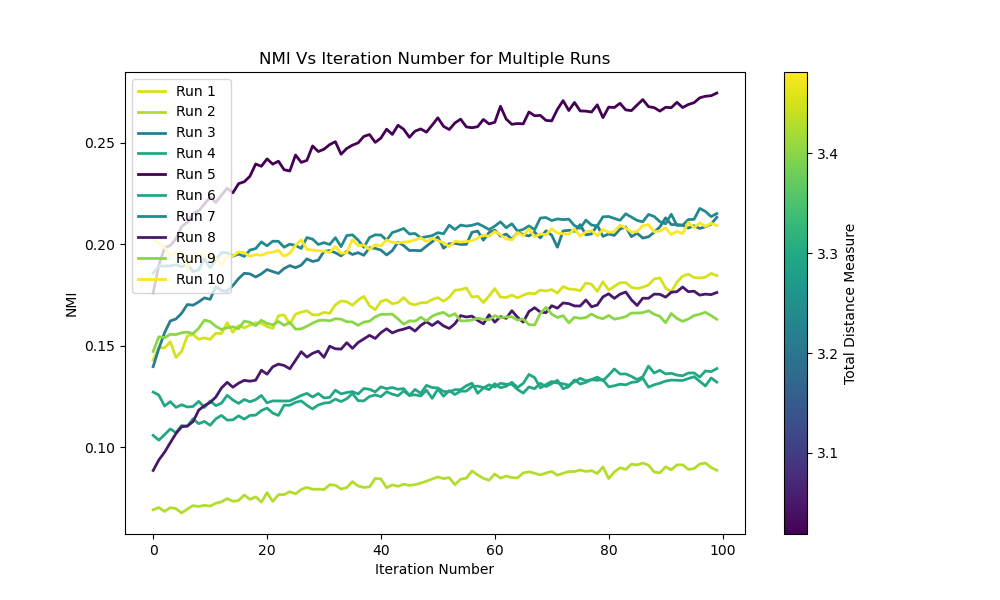 NMI Vs Iteration Number for Multiple Runs
Run 1
Run 2
Run 3
Run 4
Run 5
Run 6
Run 7
Run 8
Run 9
Run 10
0.25
0.20
0.15
0.10
NMI
0 20 40 60 80 100
Iteration Number
3.4
3.3
3.2
3.1
Total Distance Measure